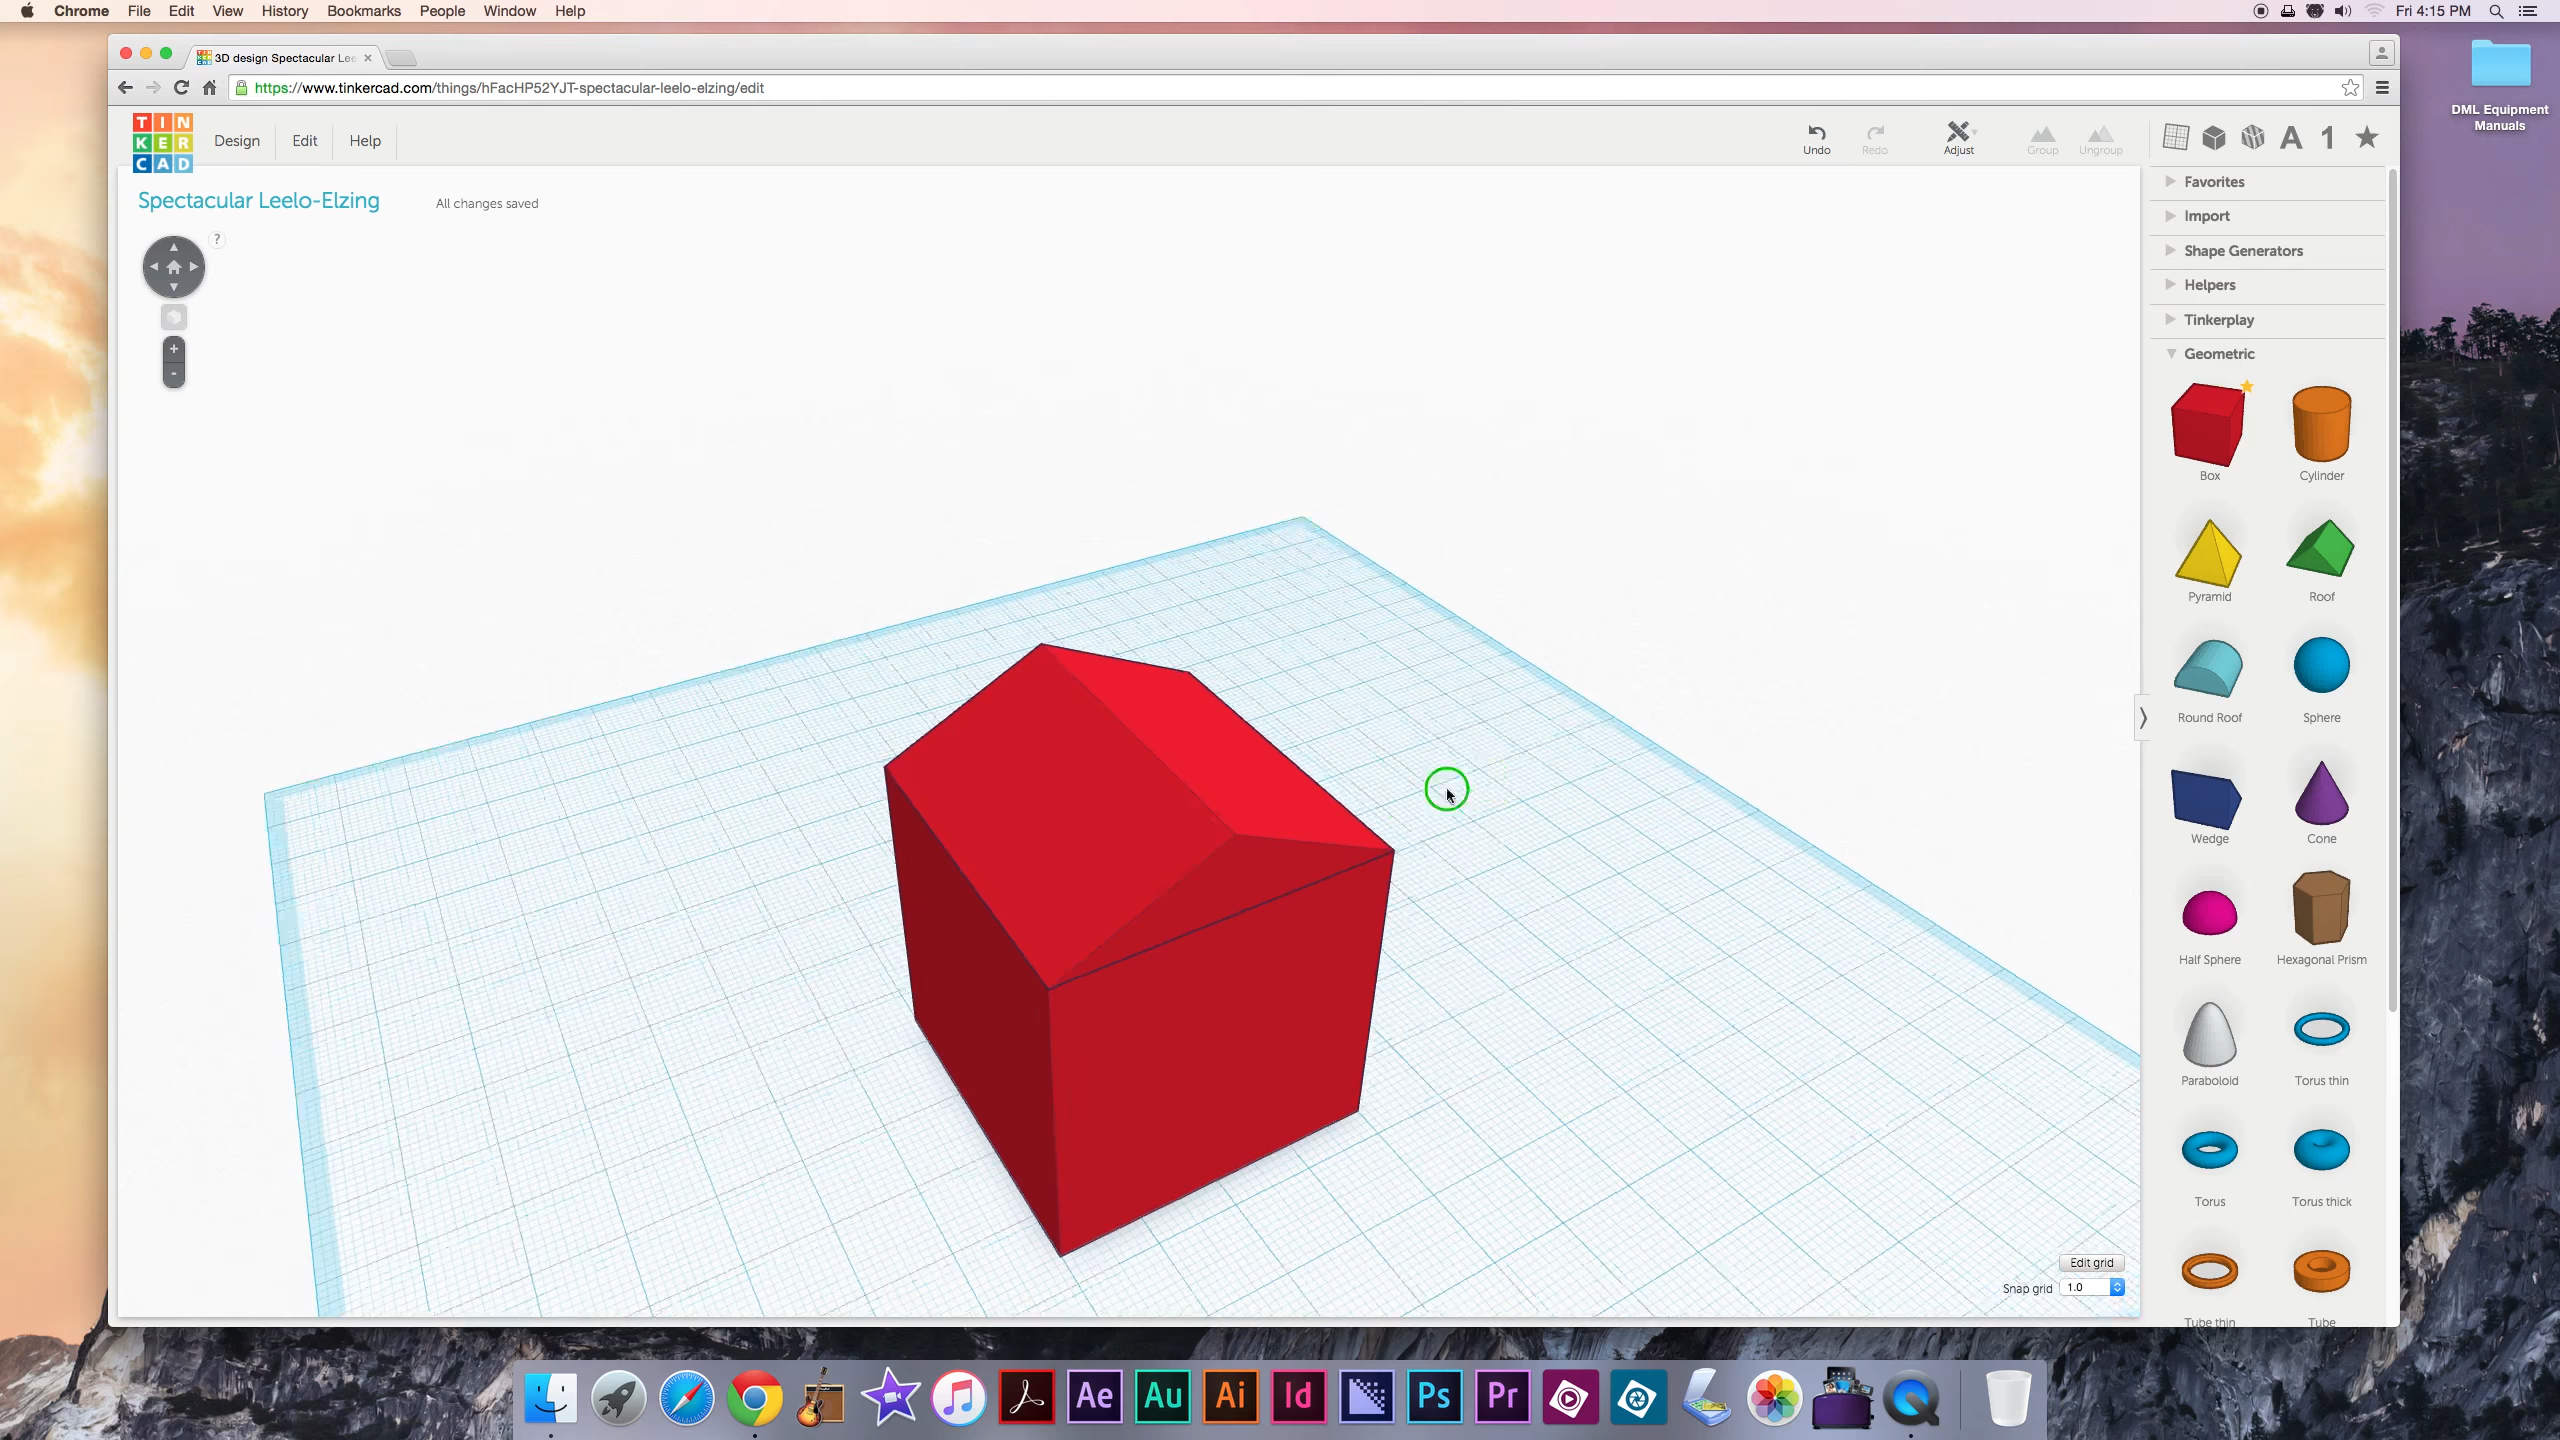 Chrome File Edit View History Bookmarks People Window Help
Fri 4:15 PM
3D design Spectacular Lee
https://www.tinkercad.com/things/hFacHP52YJT-spectacular-leelo-elzing/edit
DML Equipment
Manuals
TIN
KER
CAD
Design Edit Help
Undo Redo Adjust Group Ungroup
A 1
Spectacular Leelo-Elzing
All changes saved
?
+
-
Favorites
Import
Shape Generators
Helpers
Tinkerplay
Geometric
Box Cylinder
Pyramid Roof
Round Roof Sphere
Wedge Cone
Half Sphere Hexagonal Prism
Paraboloid Torus thin
Torus Torus thick
Tube thin Tube
Edit grid
Snap grid 1.0
Ae Au Ai Id Ps Pr